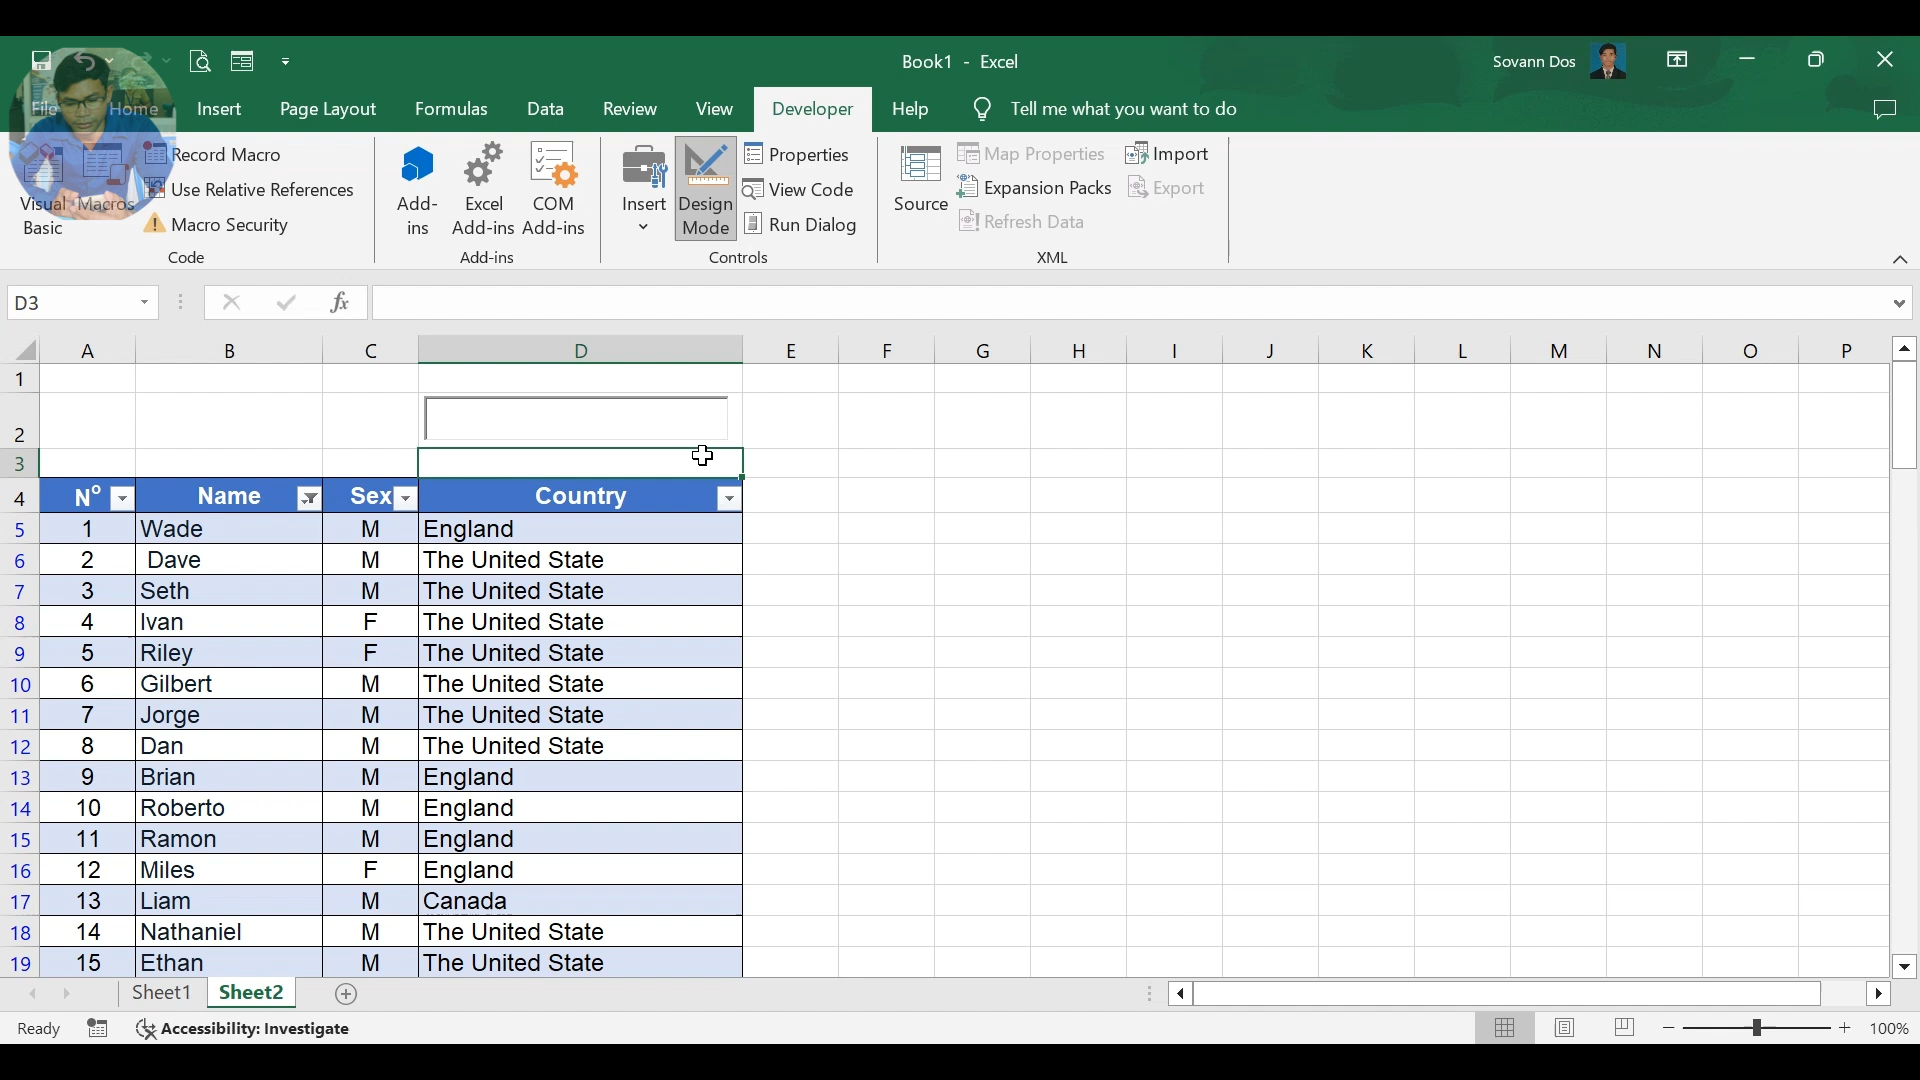 Book1 - Excel
Sovann Dos
File Home Insert Page Layout Formulas Data Review View Developer Help Tell me what you want to do
Visual Basic
Macros
Record Macro
Use Relative References
Macro Security
Code
Add-ins
Excel Add-ins
COM Add-ins
Add-ins
Insert
Design Mode
Properties
View Code
Run Dialog
Controls
Source
Map Properties
Expansion Packs
Refresh Data
Import
Export
XML
D3
fx
A B C D E F G H I J K L M N O P
1
2
3
4 N° Name Sex Country
5 1 Wade M England
6 2 Dave M The United State
7 3 Seth M The United State
8 4 Ivan F The United State
9 5 Riley F The United State
10 6 Gilbert M The United State
11 7 Jorge M The United State
12 8 Dan M The United State
13 9 Brian M England
14 10 Roberto M England
15 11 Ramon M England
16 12 Miles F England
17 13 Liam M Canada
18 14 Nathaniel M The United State
19 15 Ethan M The United State
Sheet1 Sheet2
Ready Accessibility: Investigate 100%